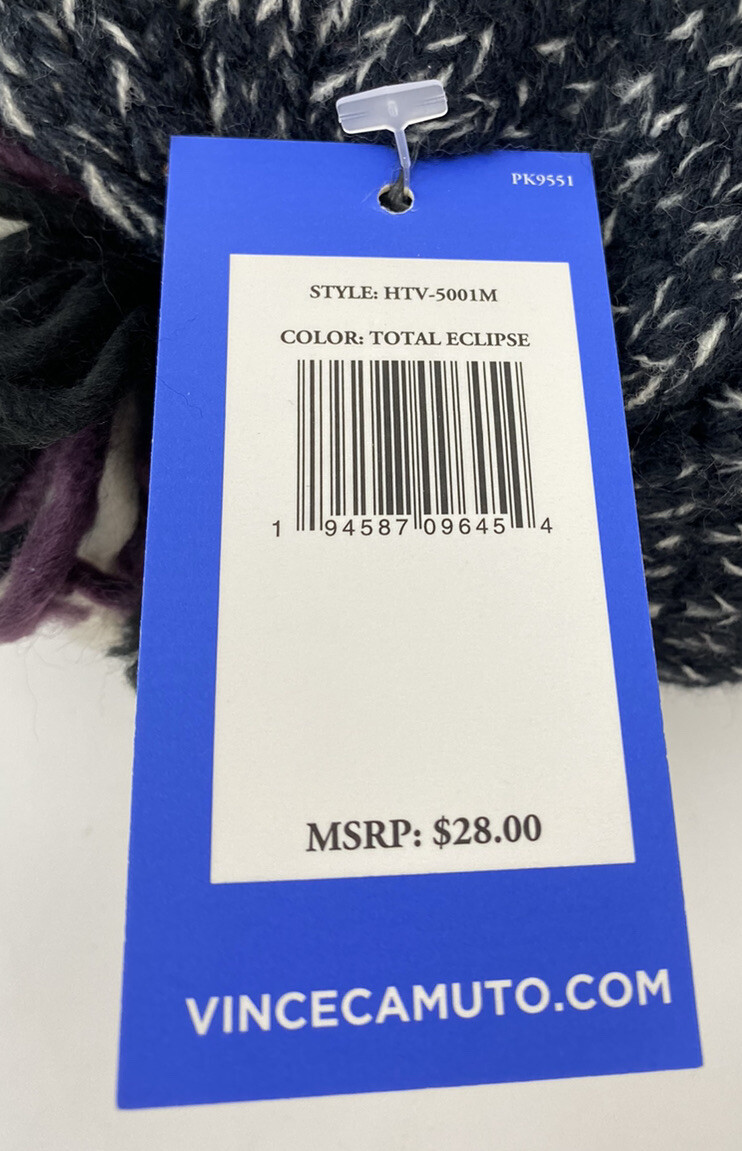 PK9551
STYLE: HTV-5001M
COLOR: TOTAL ECLIPSE
1 94587 09645 4
MSRP: $28.00
VINCECAMUTO.COM